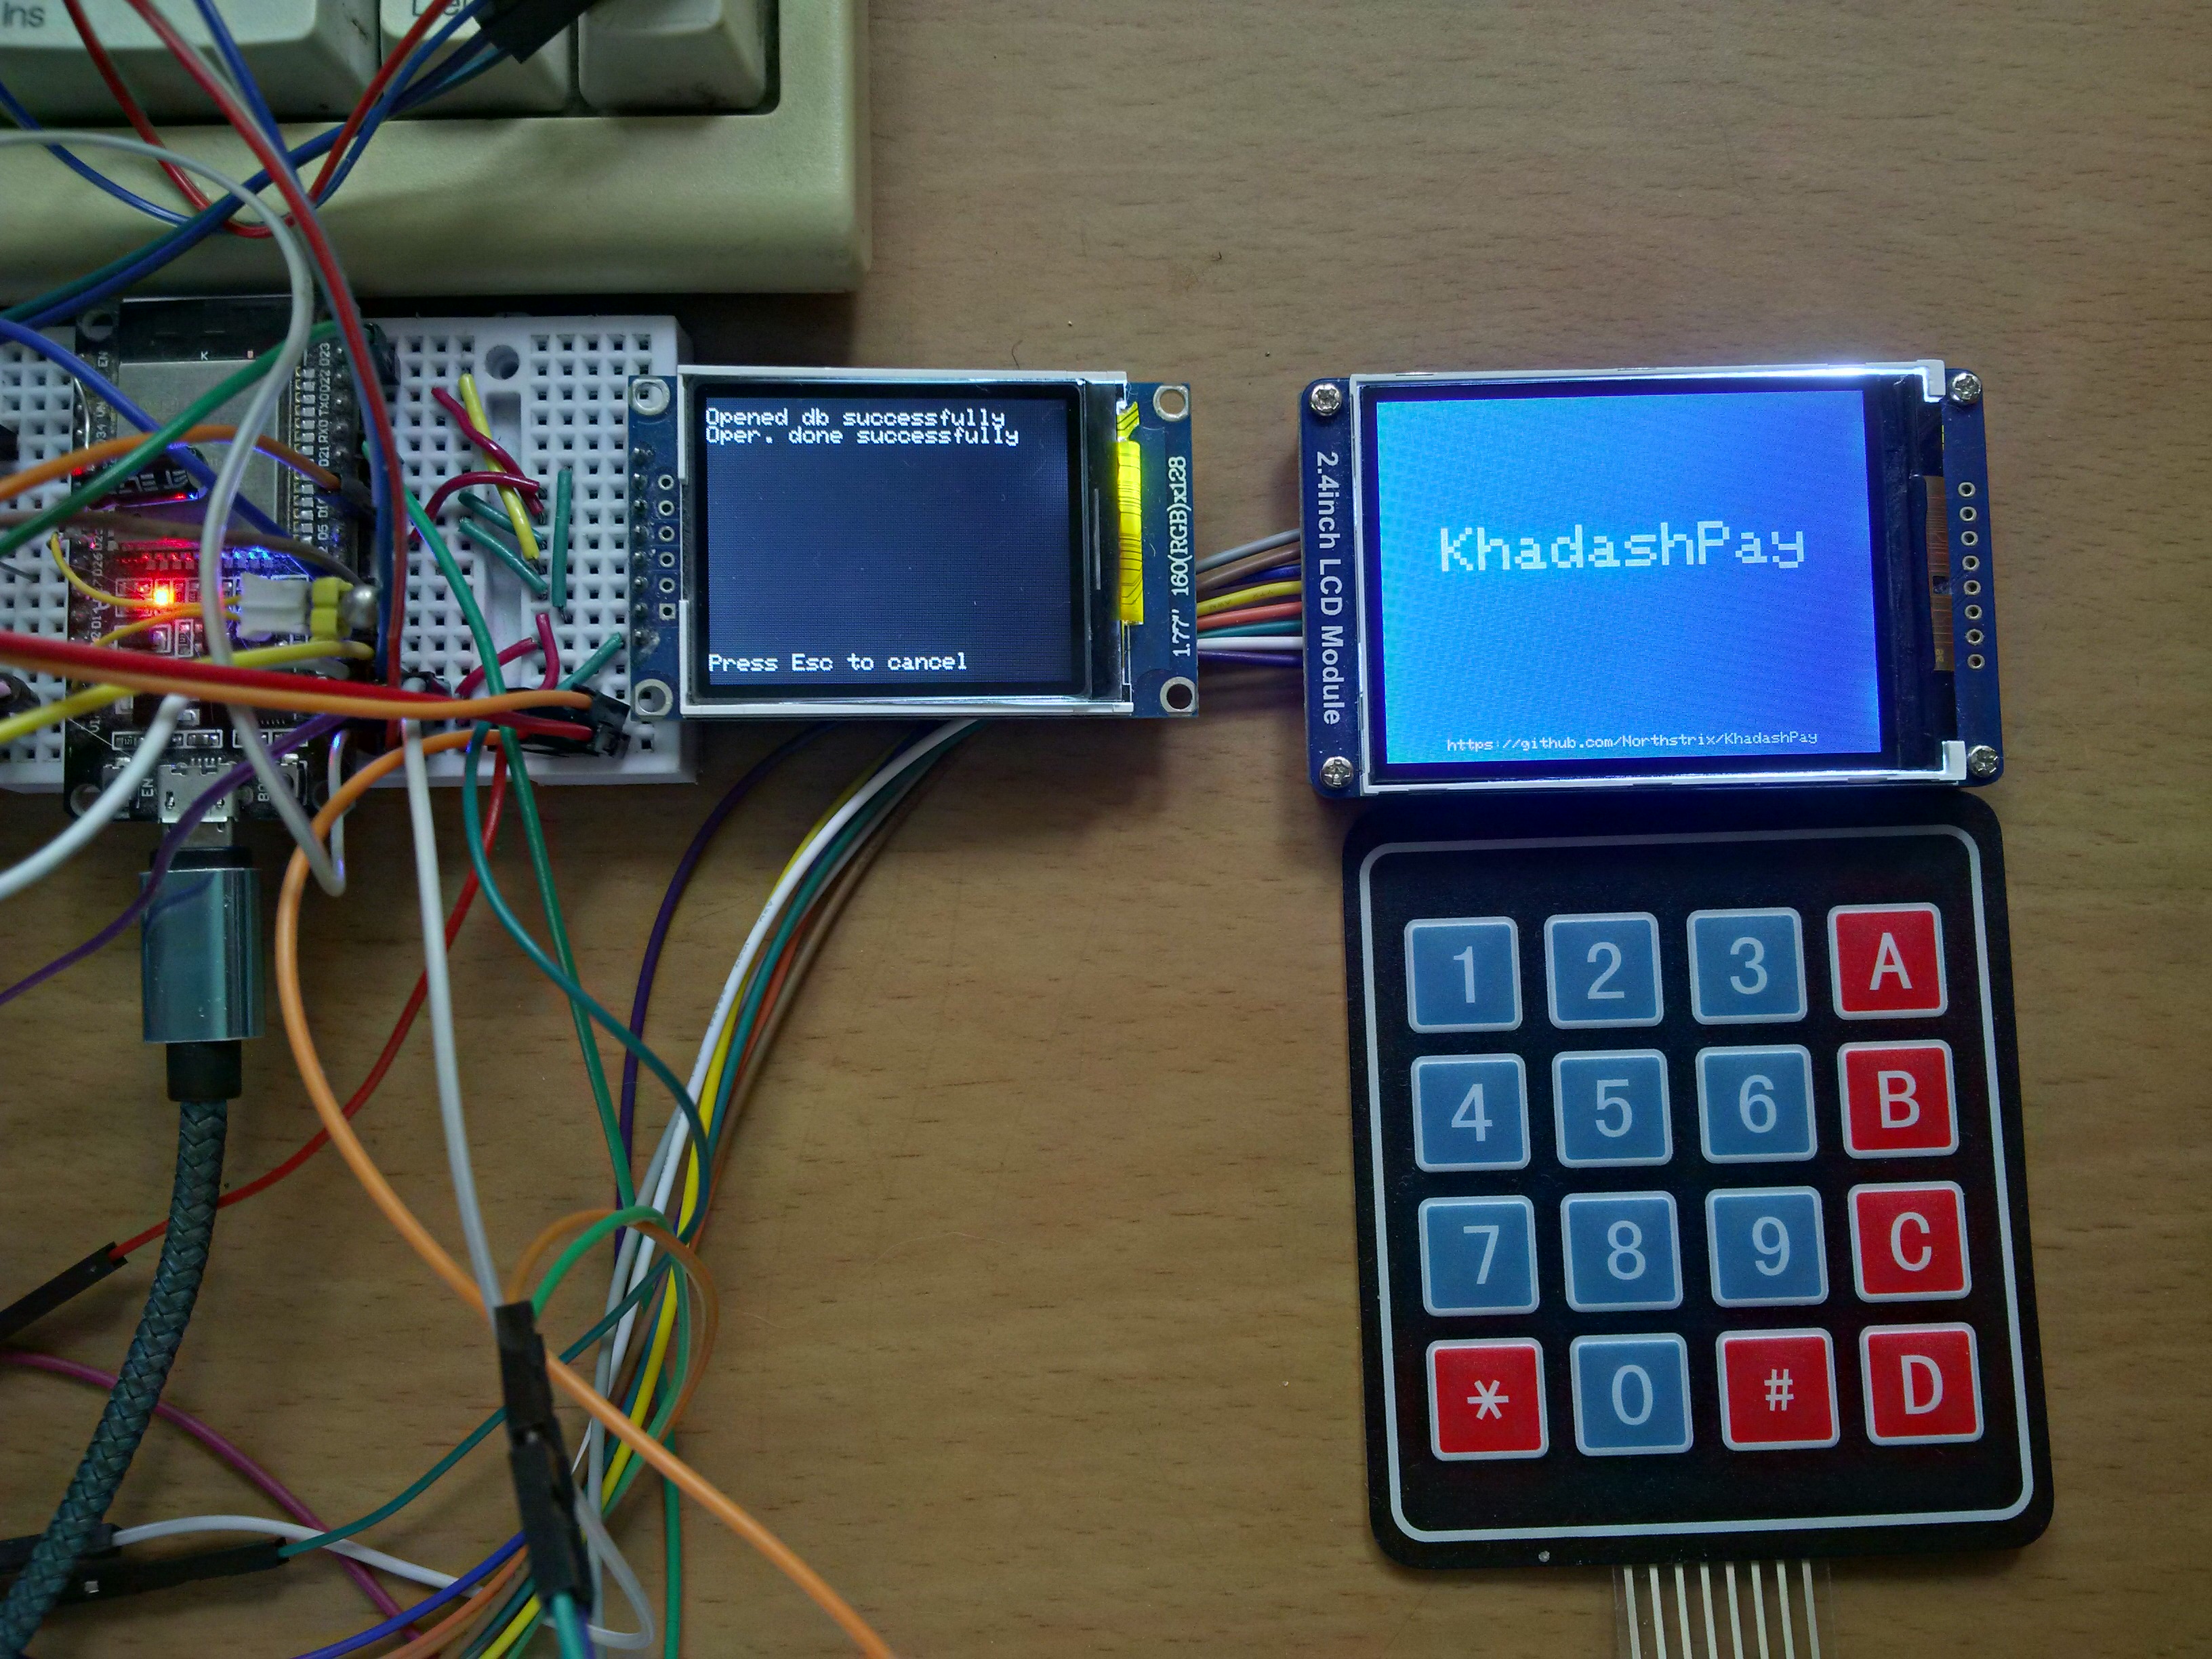 Ins
EN
Opened db successfully
Oper. done successfully
Press Esc to cancel
1.77" 160(RGB)x128
2.4inch LCD Module
KhadashPay
https://github.com/Northstrix/KhadashPay
EN
1 2 3 A
4 5 6 B
7 8 9 C
* 0 # D